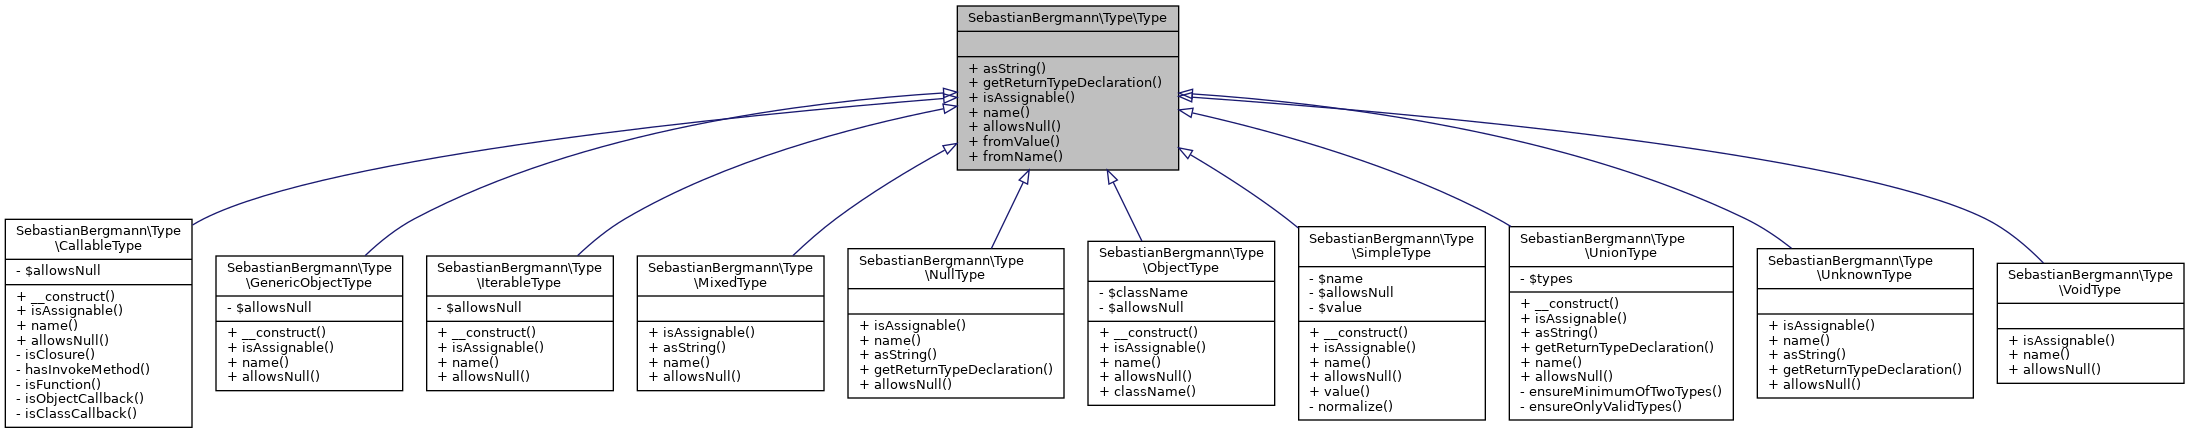 SebastianBergmann\Type\Type
+ asString()
+ getReturnTypeDeclaration()
+ isAssignable()
+ name()
+ allowsNull()
+ fromValue()
+ fromName()
SebastianBergmann\Type
\CallableType
- $allowsNull
+ __construct()
+ isAssignable()
+ name()
+ allowsNull()
- isClosure()
- hasInvokeMethod()
- isFunction()
- isObjectCallback()
- isClassCallback()
SebastianBergmann\Type
\GenericObjectType
- $allowsNull
+ __construct()
+ isAssignable()
+ name()
+ allowsNull()
SebastianBergmann\Type
\IterableType
- $allowsNull
+ __construct()
+ isAssignable()
+ name()
+ allowsNull()
SebastianBergmann\Type
\MixedType
+ isAssignable()
+ asString()
+ name()
+ allowsNull()
SebastianBergmann\Type
\NullType
+ isAssignable()
+ name()
+ asString()
+ getReturnTypeDeclaration()
+ allowsNull()
SebastianBergmann\Type
\ObjectType
- $className
- $allowsNull
+ __construct()
+ isAssignable()
+ name()
+ allowsNull()
+ className()
SebastianBergmann\Type
\SimpleType
- $name
- $allowsNull
- $value
+ __construct()
+ isAssignable()
+ name()
+ allowsNull()
+ value()
- normalize()
SebastianBergmann\Type
\UnionType
- $types
+ __construct()
+ isAssignable()
+ asString()
+ getReturnTypeDeclaration()
+ name()
+ allowsNull()
- ensureMinimumOfTwoTypes()
- ensureOnlyValidTypes()
SebastianBergmann\Type
\UnknownType
+ isAssignable()
+ name()
+ asString()
+ getReturnTypeDeclaration()
+ allowsNull()
SebastianBergmann\Type
\VoidType
+ isAssignable()
+ name()
+ allowsNull()